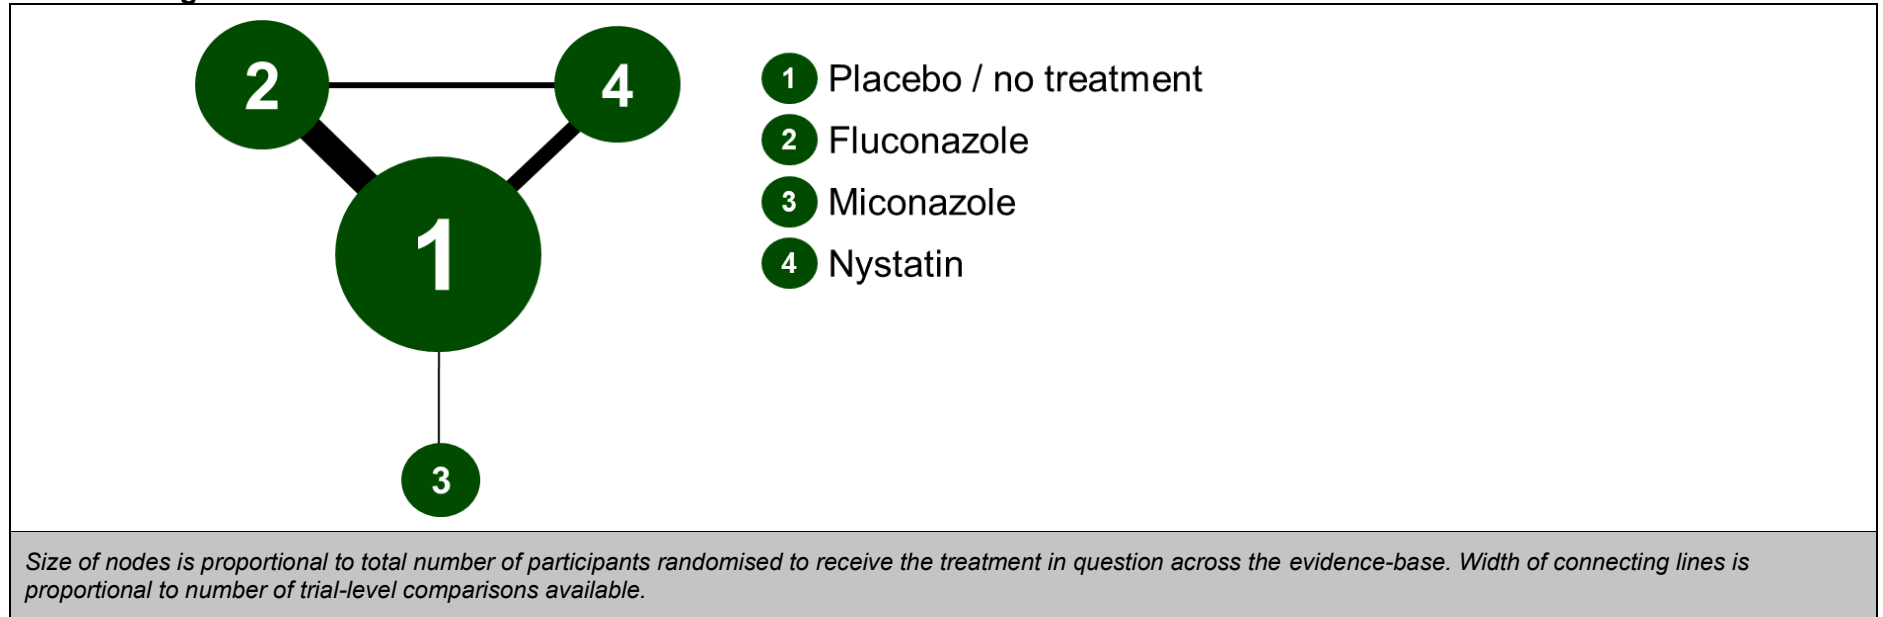 2
4
1
3
1 Placebo / no treatment
2 Fluconazole
3 Miconazole
4 Nystatin
Size of nodes is proportional to total number of participants randomised to receive the treatment in question across the evidence-base. Width of connecting lines is
proportional to number of trial-level comparisons available.